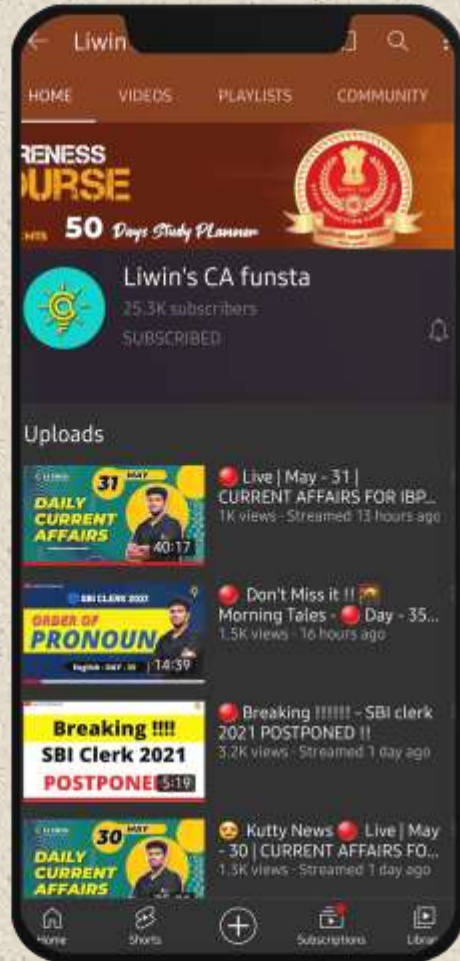 Liwin
HOME VIDEOS PLAYLISTS COMMUNITY
RENESS
OURSE
HTS 50 Days Study Planner
Liwin's CA funsta
25.3K subscribers
SUBSCRIBED
Uploads
31 MAY
DAILY
CURRENT
AFFAIRS
40:17
🔴 Live | May - 31 |
CURRENT AFFAIRS FOR IBP...
1K views · Streamed 13 hours ago
SBI CLERK 2021
ORDER OF
PRONOUN
English - DAY - 35
14:39
🔴 Don't Miss it !!
Morning Tales - 🔴 Day - 35...
1.5K views · 16 hours ago
Breaking !!!!
SBI Clerk 2021
POSTPONE
5:19
🔴 Breaking !!!!!! - SBI clerk
2021 POSTPONED !!
3.2K views · Streamed 1 day ago
30 MAY
DAILY
CURRENT
AFFAIRS
Kutty News 🔴 Live | May
- 30 | CURRENT AFFAIRS FO...
1.3K views · Streamed 1 day ago
Home Shorts Subscriptions Librar